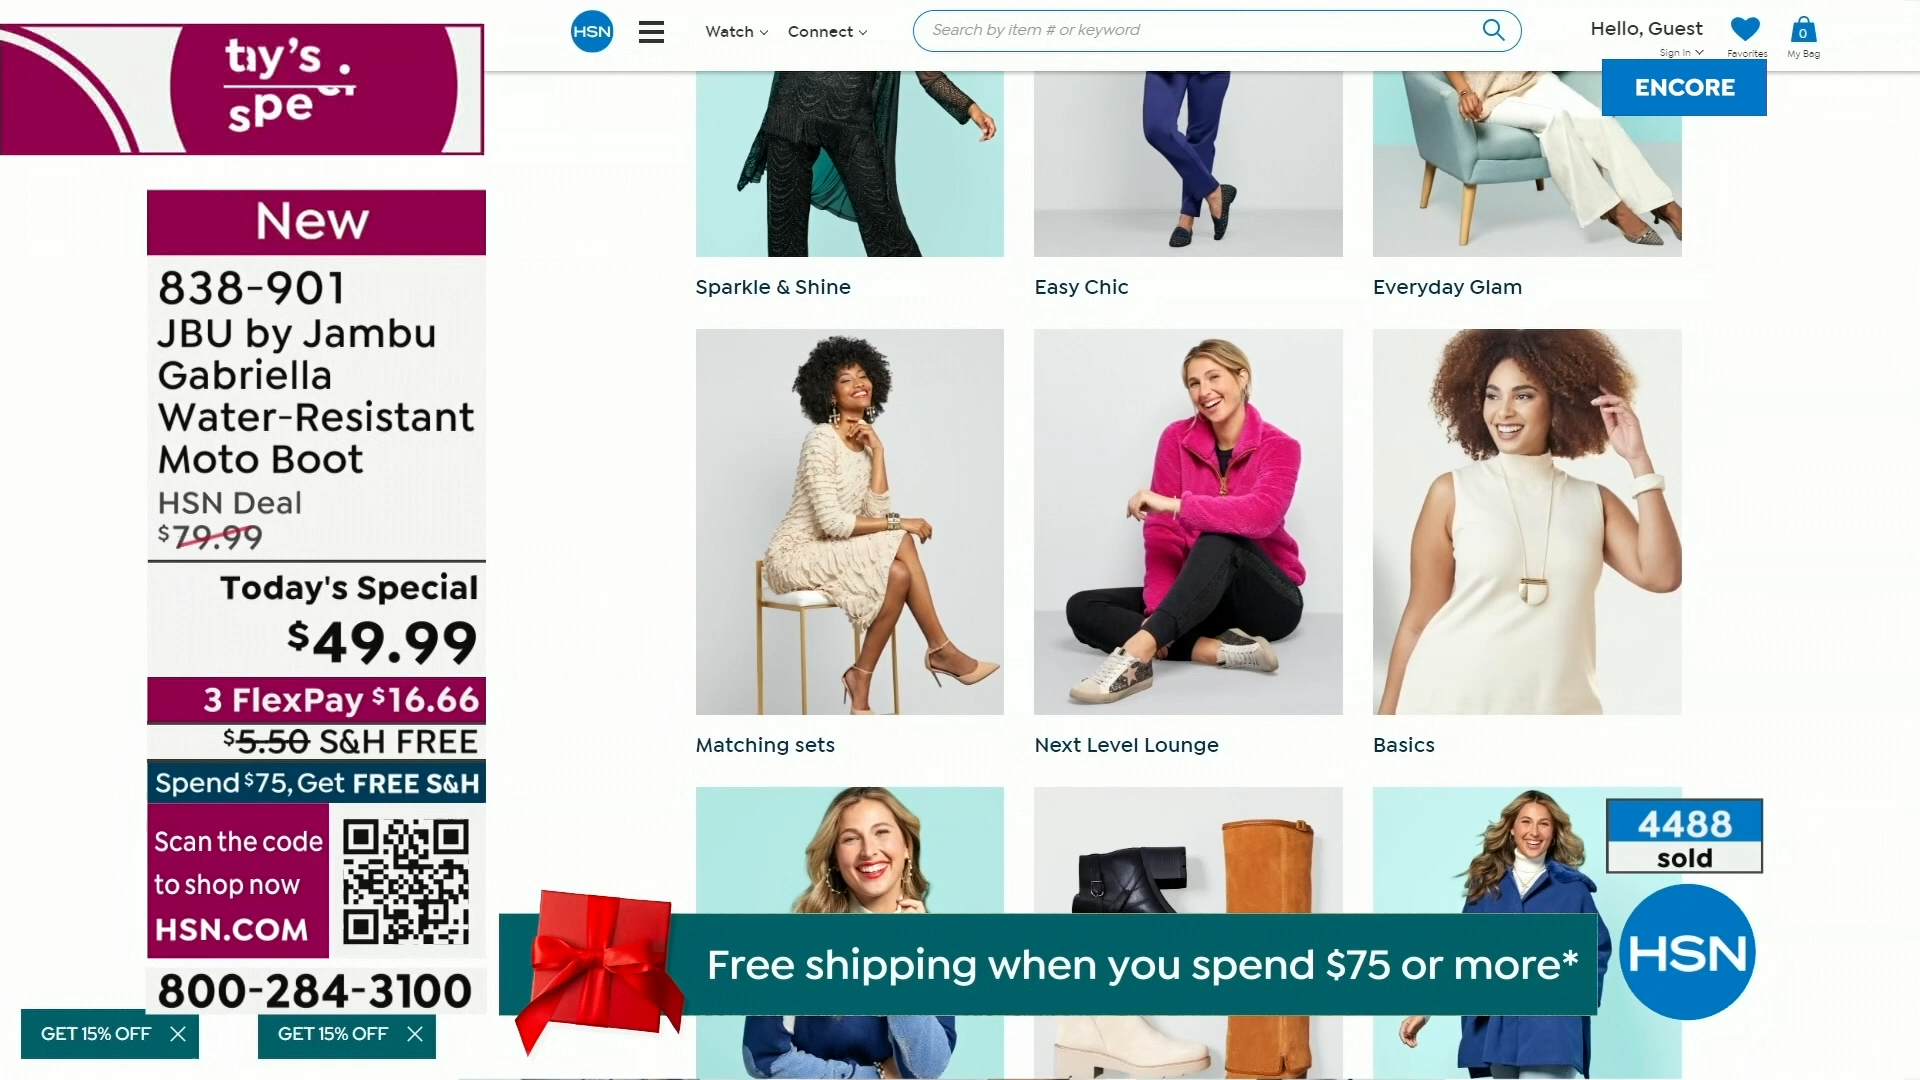 HSN
Watch
Connect
Search by item # or keyword
Hello, Guest
Sign In
Favorites
0
My Bag
ENCORE
New
838-901
JBU by Jambu
Gabriella
Water-Resistant
Moto Boot
HSN Deal
$79.99
Today's Special
$49.99
3 FlexPay $16.66
$5.50 S&H FREE
Spend $75, Get FREE S&H
Scan the code
to shop now
HSN.COM
800-284-3100
GET 15% OFF
GET 15% OFF
Sparkle & Shine
Easy Chic
Everyday Glam
Matching sets
Next Level Lounge
Basics
4488
sold
Free shipping when you spend $75 or more*
HSN